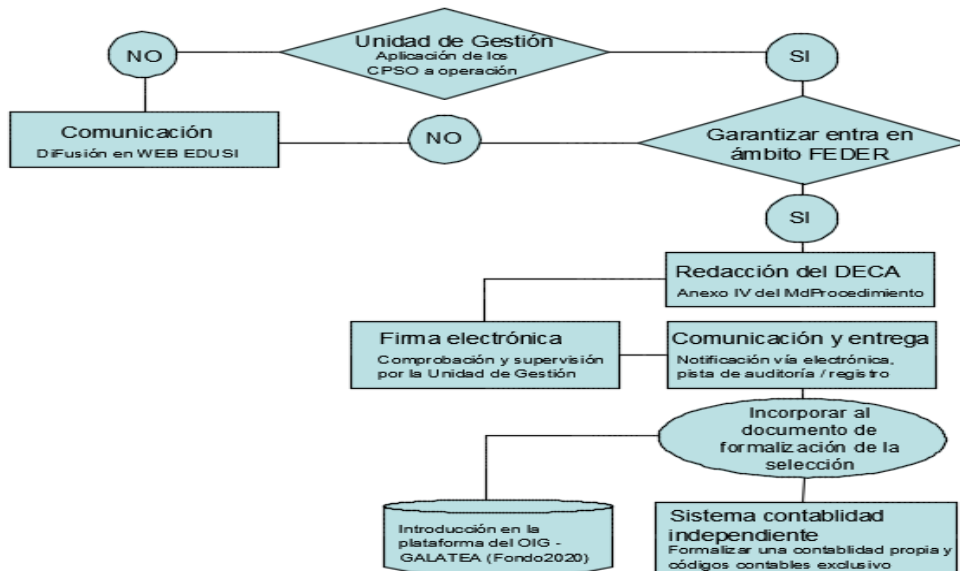 NO
Unidad de Gestión
Aplicación de los
CPSO a operación
SI
Comunicación
DiFusión en WEB EDUSI
NO
Garantizar entra en
ámbito FEDER
SI
Redacción del DECA
Anexo IV del MdProcedimiento
Firma electrónica
Comprobación y supervisión
por la Unidad de Gestión
Comunicación y entrega
Notificación vía electrónica,
pista de auditoría / registro
Incorporar al
documento de
formalización de la
selección
Introducción en la
plataforma del OIG -
GALATEA (Fondo2020)
Sistema contablidad
independiente
Formalizar una contabilidad propia y
códigos contables exclusivo